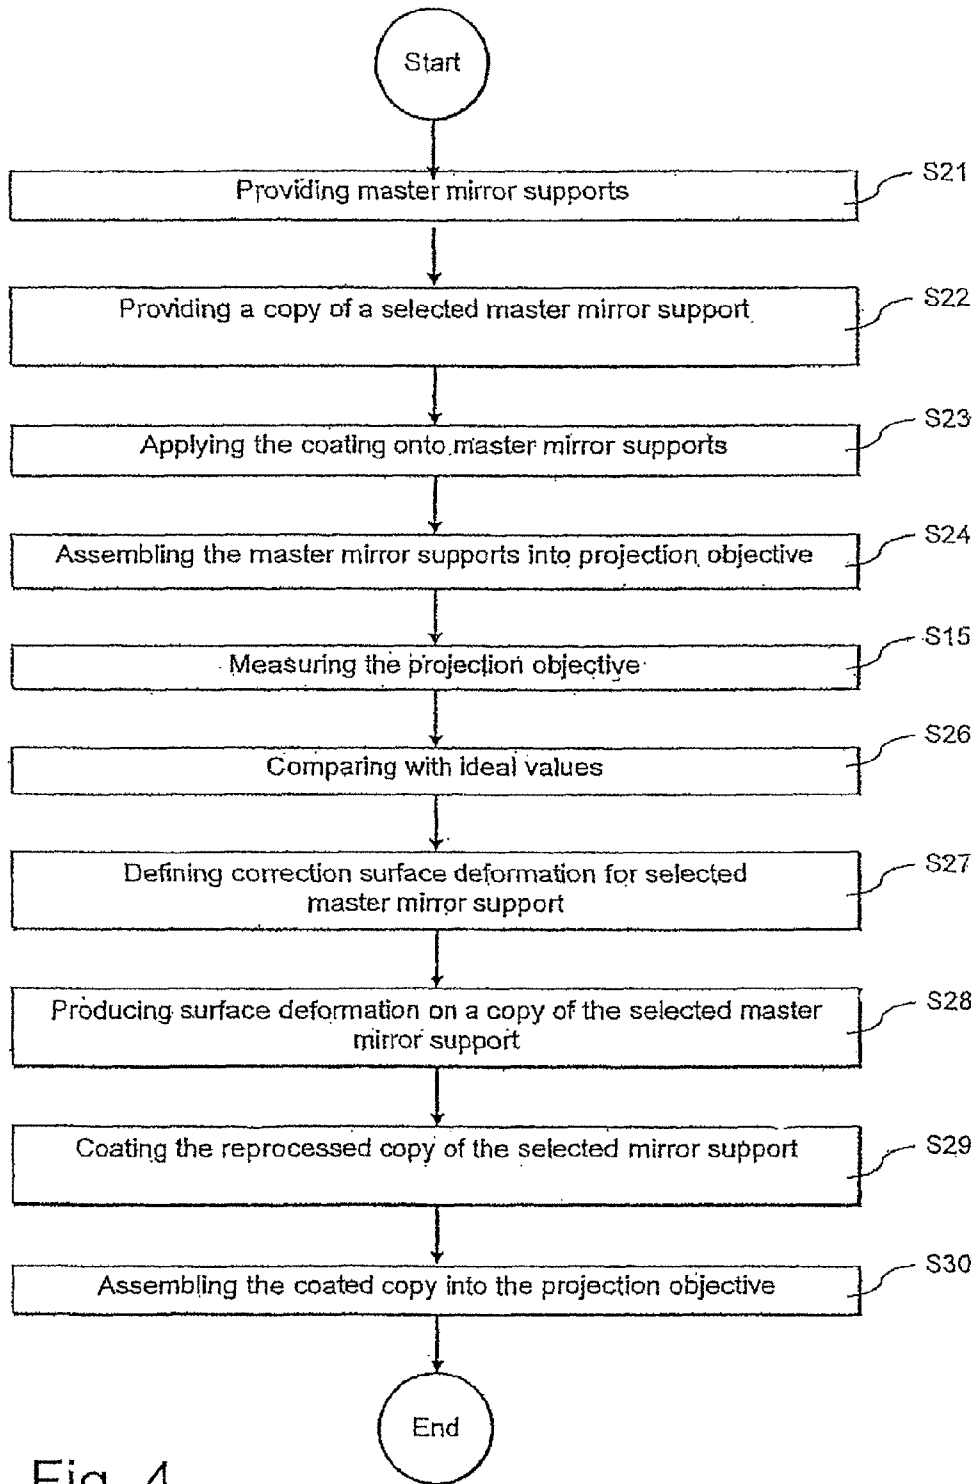 Start
Providing master mirror supports
S21
Providing a copy of a selected master mirror support
S22
Applying the coating onto master mirror supports
S23
Assembling the master mirror supports into projection objective
S24
Measuring the projection objective
S15
Comparing with ideal values
S26
Defining correction surface deformation for selected
master mirror support
S27
Producing surface deformation on a copy of the selected master
mirror support
S28
Coating the reprocessed copy of the selected mirror support
S29
Assembling the coated copy into the projection objective
S30
End
Fig. 4